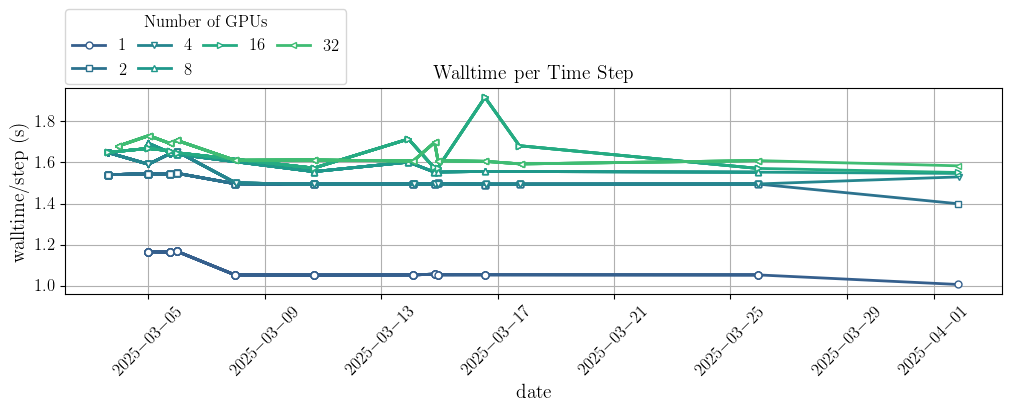 Number of GPUs
1 4 16 32
2 8
Walltime per Time Step
walltime/step (s)
1.8
1.6
1.4
1.2
1.0
2025−03−05 2025−03−09 2025−03−13 2025−03−17 2025−03−21 2025−03−25 2025−03−29 2025−04−01
date